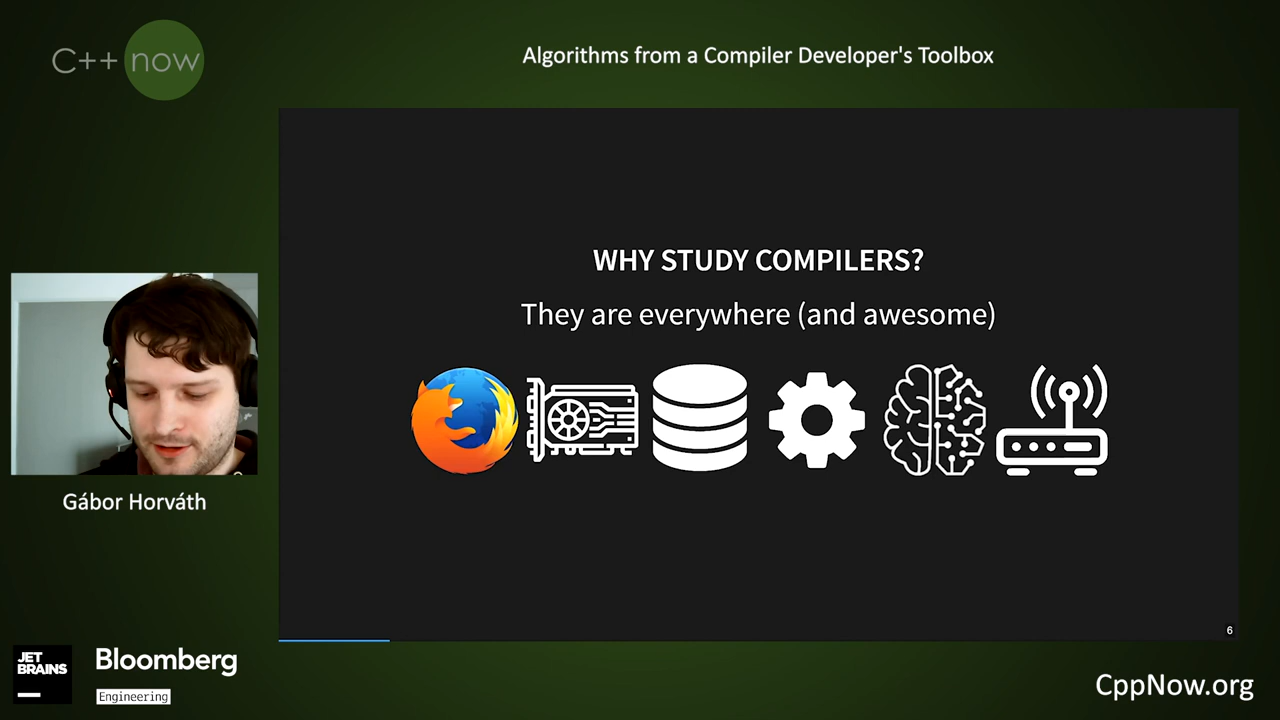 C++ now
Algorithms from a Compiler Developer's Toolbox
WHY STUDY COMPILERS?
They are everywhere (and awesome)
Gábor Horváth
6
JET
BRAINS
Bloomberg
Engineering
CppNow.org